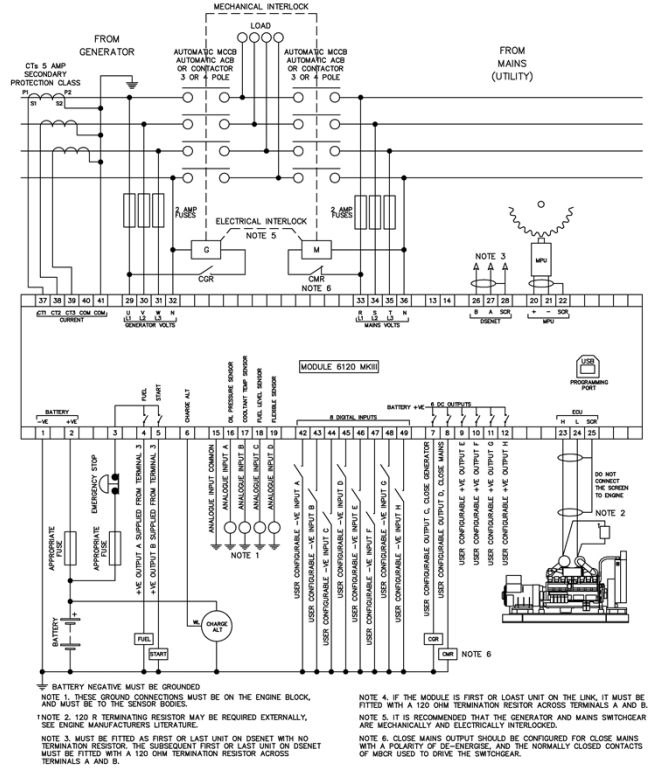 MECHANICAL INTERLOCK
FROM
GENERATOR
LOAD
FROM
MAINS
(UTILITY)
CTs 5 AMP
SECONDARY
PROTECTION CLASS
AUTOMATIC MCCB
AUTOMATIC ACB
OR CONTACTOR
3 OR 4 POLE
AUTOMATIC MCCB
AUTOMATIC ACB
OR CONTACTOR
3 OR 4 POLE
P1 P2
S1 S2
2 AMP
FUSES
2 AMP
FUSES
ELECTRICAL INTERLOCK
NOTE 5
G
M
CGR
CMR
NOTE 6
MPU
NOTE 3
37 38 39 40 41
29 30 31 32
33 34 35 36
13 14
26 27 28
20 21 22
CT1 CT2 CT3 COM COM
CURRENT
U V W N
L1 L2 L3
GENERATOR VOLTS
R S T N
L1 L2 L3
MAINS VOLTS
B A SCR
DSENET
+ - SCR
MPU
MODULE 6120 MKIII
USB
PROGRAMMING
PORT
FUEL
START
CHARGE ALT
OIL PRESSURE SENSOR
COOLTANT TEMP SENSOR
FUEL LEVEL SENSOR
FLEXIBLE SENSOR
BATTERY
-VE +VE
8 DIGITAL INPUTS
BATTERY +VE
6 DC OUTPUTS
ECU
H L SCR
1 2 3 4 5 6
15 16 17 18 19
42 43 44 45 46 47 48 49
7 8 9 10 11 12
23 24 25
EMERGENCY STOP
APPROPRIATE
FUSE
APPROPRIATE
FUSE
BATTERY
+
+VE OUTPUT A SUPPLIED FROM TERMINAL 3
+VE OUTPUT B SUPPLIED FROM TERMINAL 3
FUEL
START
WL
CHARGE
ALT
ANALOGUE INPUT COMMON
ANALOGUE INPUT A
ANALOGUE INPUT B
ANALOGUE INPUT C
ANALOGUE INPUT D
NOTE 1
USER CONFIGURABLE -VE INPUT A
USER CONFIGURABLE -VE INPUT B
USER CONFIGURABLE -VE INPUT C
USER CONFIGURABLE -VE INPUT D
USER CONFIGURABLE -VE INPUT E
USER CONFIGURABLE -VE INPUT F
USER CONFIGURABLE -VE INPUT G
USER CONFIGURABLE -VE INPUT H
USER CONFIGURABLE OUTPUT C, CLOSE GENERATOR
USER CONFIGURABLE OUTPUT D, CLOSE MAINS
USER CONFIGURABLE +VE OUTPUT E
USER CONFIGURABLE +VE OUTPUT F
USER CONFIGURABLE +VE OUTPUT G
USER CONFIGURABLE +VE OUTPUT H
CGR
CMR
NOTE 6
DO NOT
CONNECT
THE SCREEN
TO ENGINE
NOTE 2
BATTERY NEGATIVE MUST BE GROUNDED
NOTE 1. THESE GROUND CONNECTIONS MUST BE ON THE ENGINE BLOCK,
AND MUST BE TO THE SENSOR BODIES.
NOTE 2. 120 R TERMINATING RESISTOR MAY BE REQUIRED EXTERNALLY,
SEE ENGINE MANUFACTURERS LITERATURE.
NOTE 3. MUST BE FITTED AS FIRST OR LAST UNIT ON DSENET WITH NO
TERMINATION RESISTOR. THE SUBSEQUENT FIRST OR LAST UNIT ON DSENET
MUST BE FITTED WITH A 120 OHM TERMINATION RESISTOR ACROSS
TERMINALS A AND B.
NOTE 4. IF THE MODULE IS FIRST OR LOAST UNIT ON THE LINK, IT MUST BE
FITTED WITH A 120 OHM TERMINATION RESITOR ACROSS TERMINALS A AND B.
NOTE 5. IT IS RECOMMENDED THAT THE GENERATOR AND MAINS SWITCHGEAR
ARE MECHANICALLY AND ELECTRICALLY INTERLOCKED.
NOTE 6. CLOSE MAINS OUTPUT SHOULD BE CONFIGURED FOR CLOSE MAINS
WITH A POLARITY OF DE-ENERGISE, AND THE NORMALLY CLOSED CONTACTS
OF MBCR USED TO DRIVE THE SWITCHGEAR.